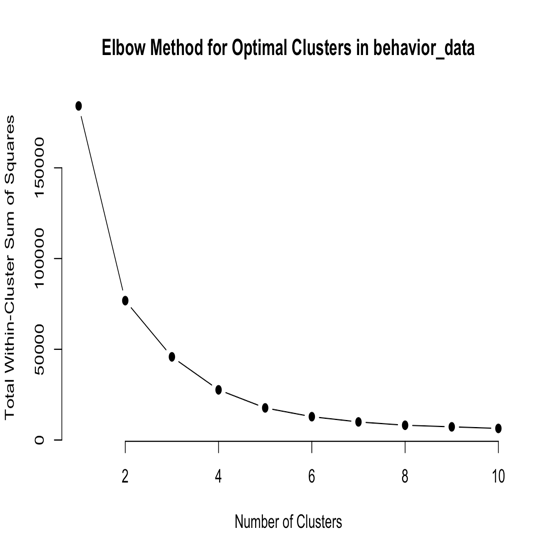 Elbow Method for Optimal Clusters in behavior_data
Total Within-Cluster Sum of Squares
150000
100000
50000
0
2 4 6 8 10
Number of Clusters